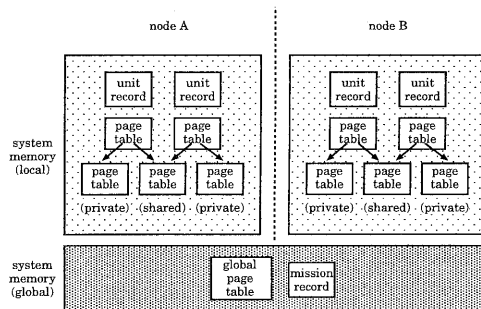 node A
node B
unit
record
unit
record
unit
record
unit
record
page
table
page
table
page
table
page
table
system
memory
(local)
page
table
page
table
page
table
page
table
page
table
page
table
(private) (shared) (private)
(private) (shared) (private)
system
memory
(global)
global
page
table
mission
record